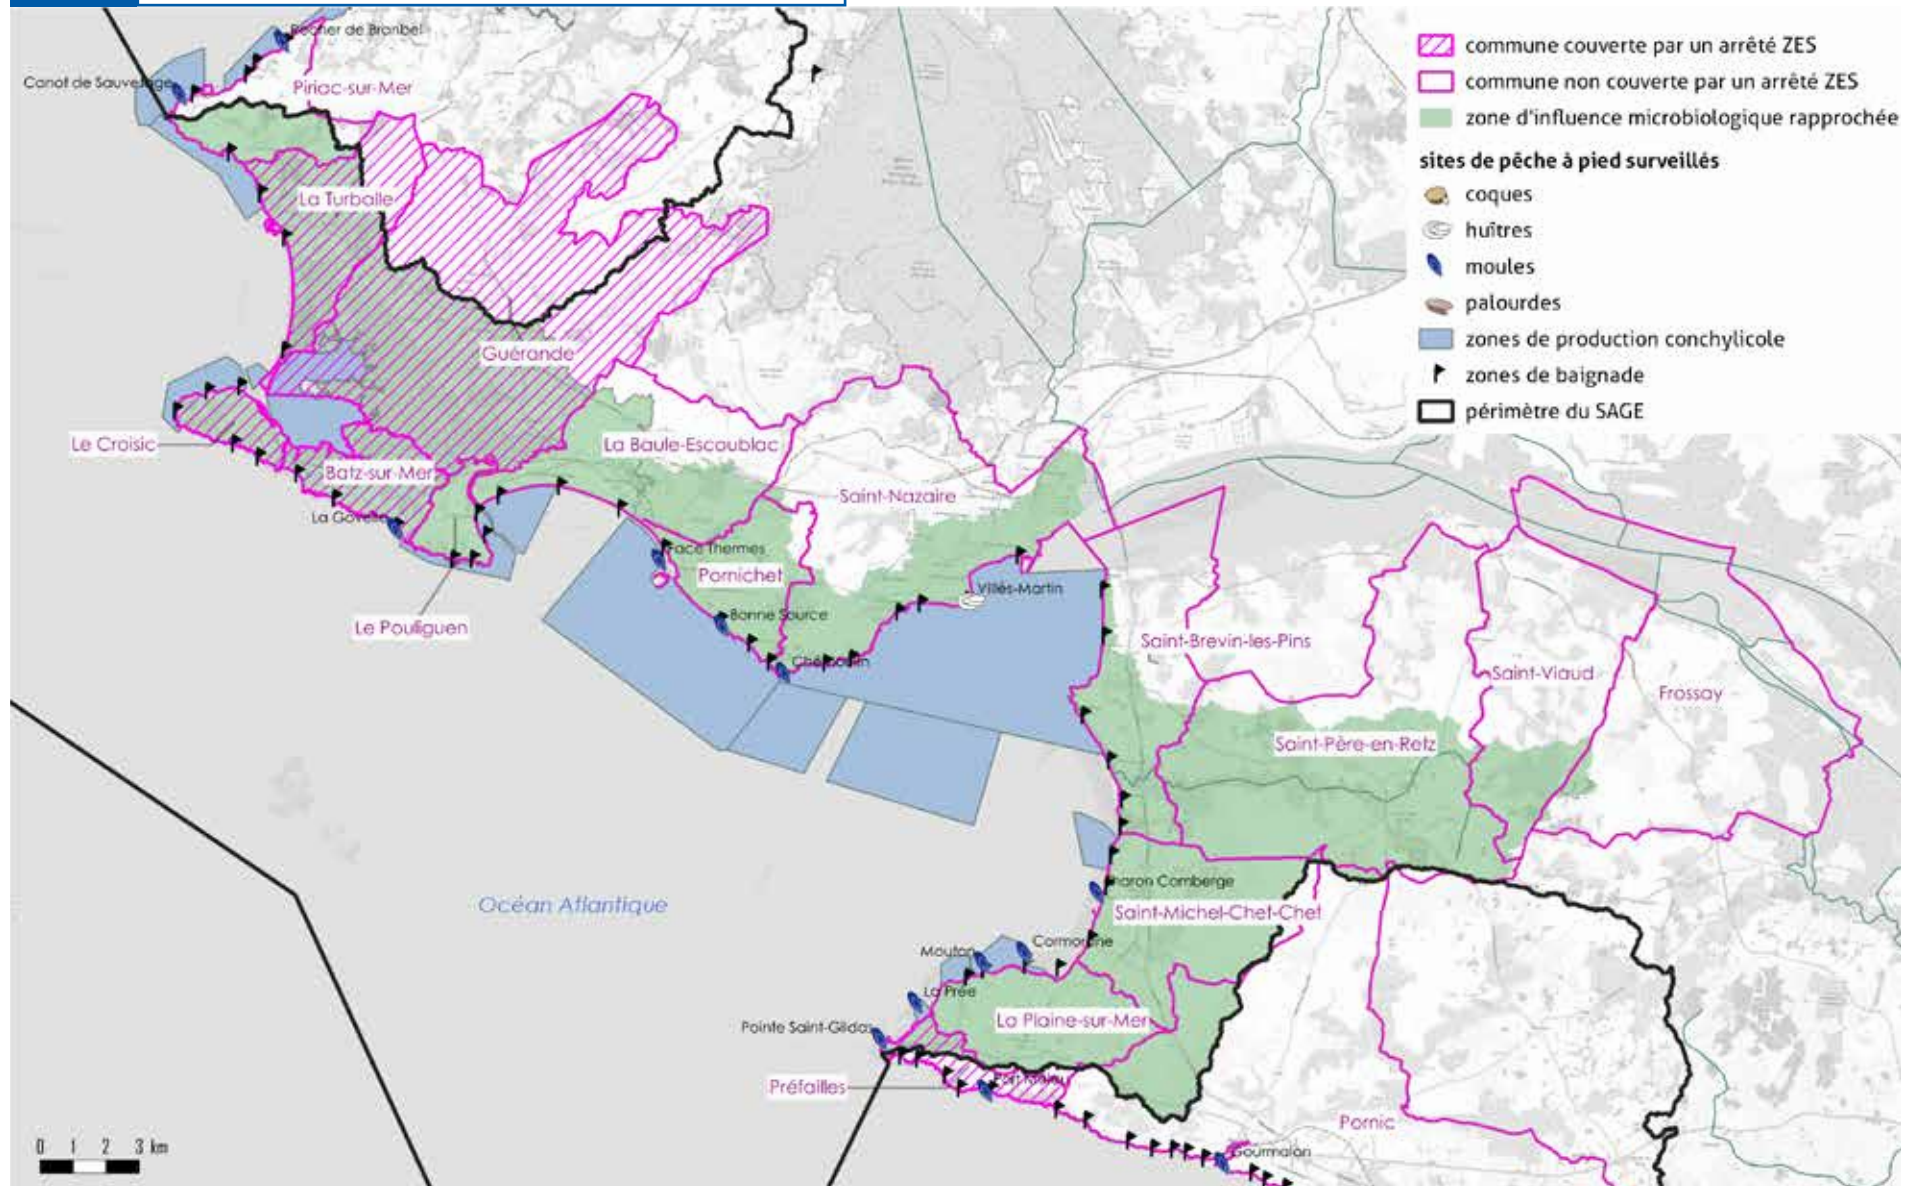 commune couverte par un arrêté ZES
commune non couverte par un arrêté ZES
zone d'influence microbiologique rapprochée
sites de pêche à pied surveillés
coques
huîtres
moules
palourdes
zones de production conchylicole
zones de baignade
périmètre du SAGE
Rocher de Branbel
Canot de Sauvetage
Piriac-sur-Mer
La Turballe
Guérande
Le Croisic
Batz-sur-Mer
La Baule-Escoublac
Saint-Nazaire
La Govelle
Face Thermes
Pornichet
Villès-Martin
Bonne Source
Le Pouliguen
Saint-Brevin-les-Pins
Saint-Viaud
Frossay
Saint-Père-en-Retz
Océan Atlantique
Comberge
Saint-Michel-Chef-Chef
Mouton
La Prée
La Plaine-sur-Mer
Pointe Saint-Gildas
Préfailles
Pornic
Gourmalon
0 1 2 3 km